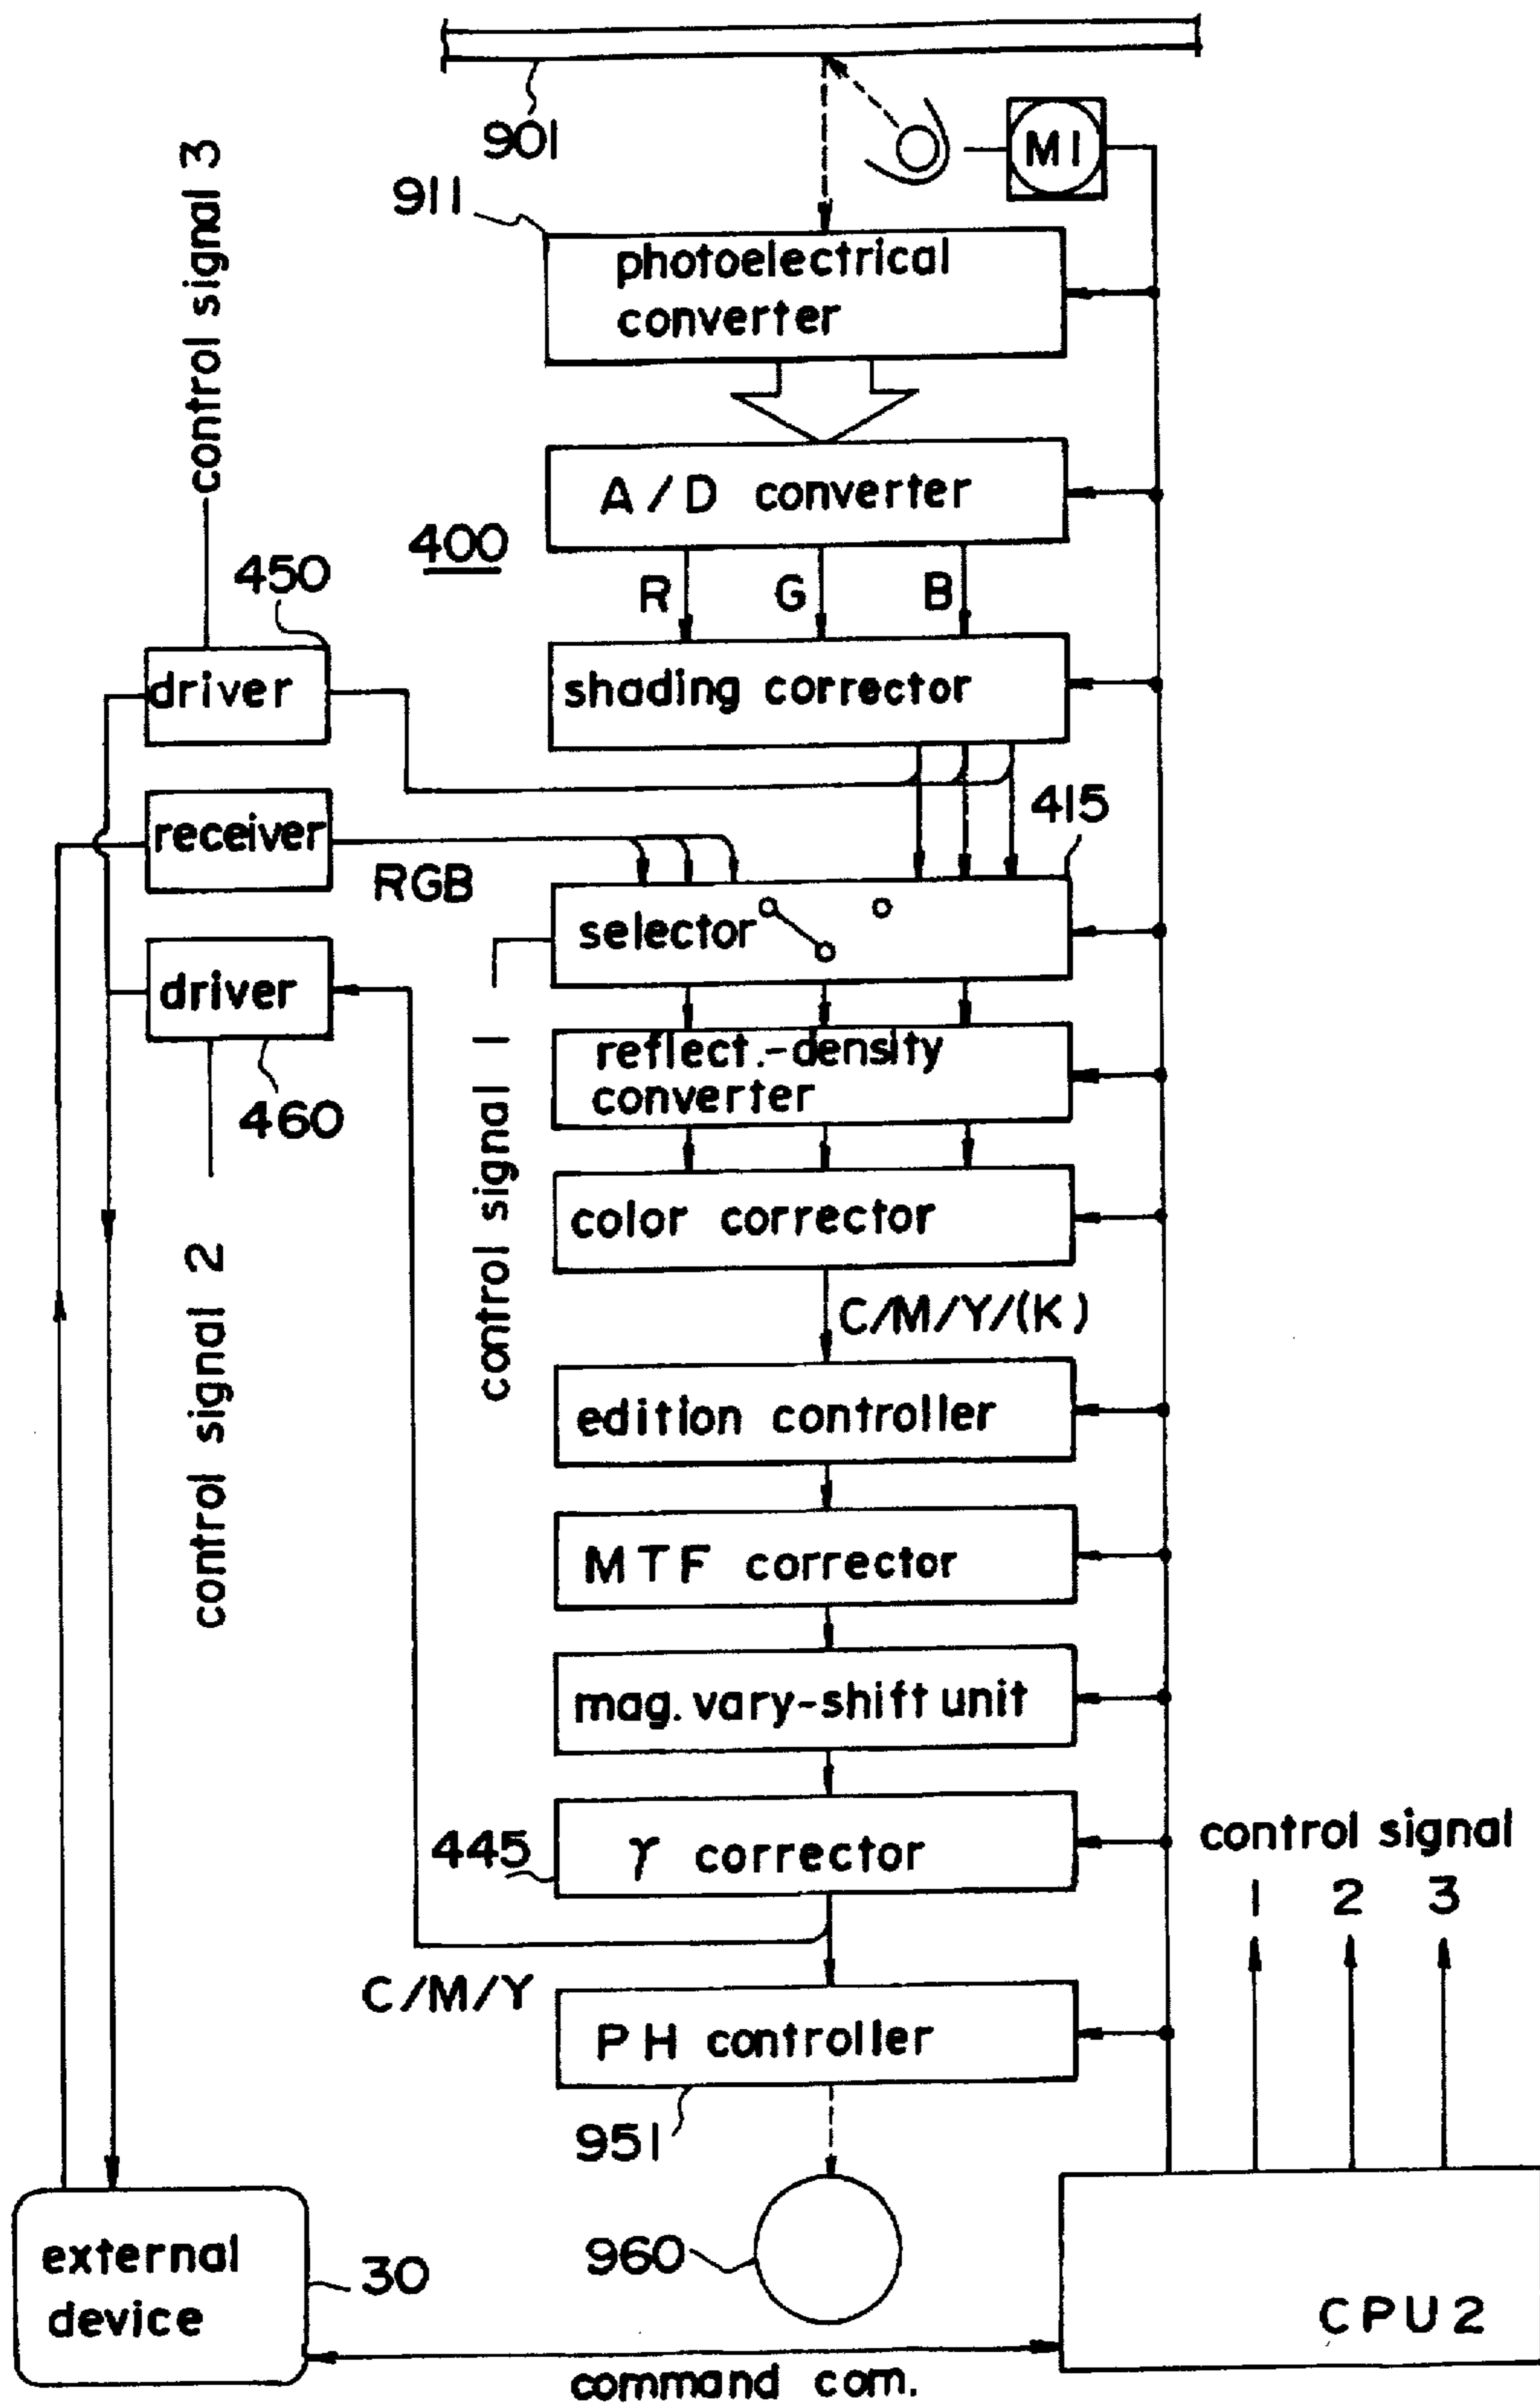 901
M1
911
control signal 3
photoelectrical
converter
A/D converter
400
R G B
450
driver
shading corrector
415
receiver
RGB
selector
driver
460
control signal 1
reflect.-density
converter
color corrector
control signal 2
C/M/Y/(K)
edition controller
MTF corrector
mag. vary-shift unit
445
γ corrector
control signal
1 2 3
C/M/Y
PH controller
951
external
device
30
960
CPU2
command com.